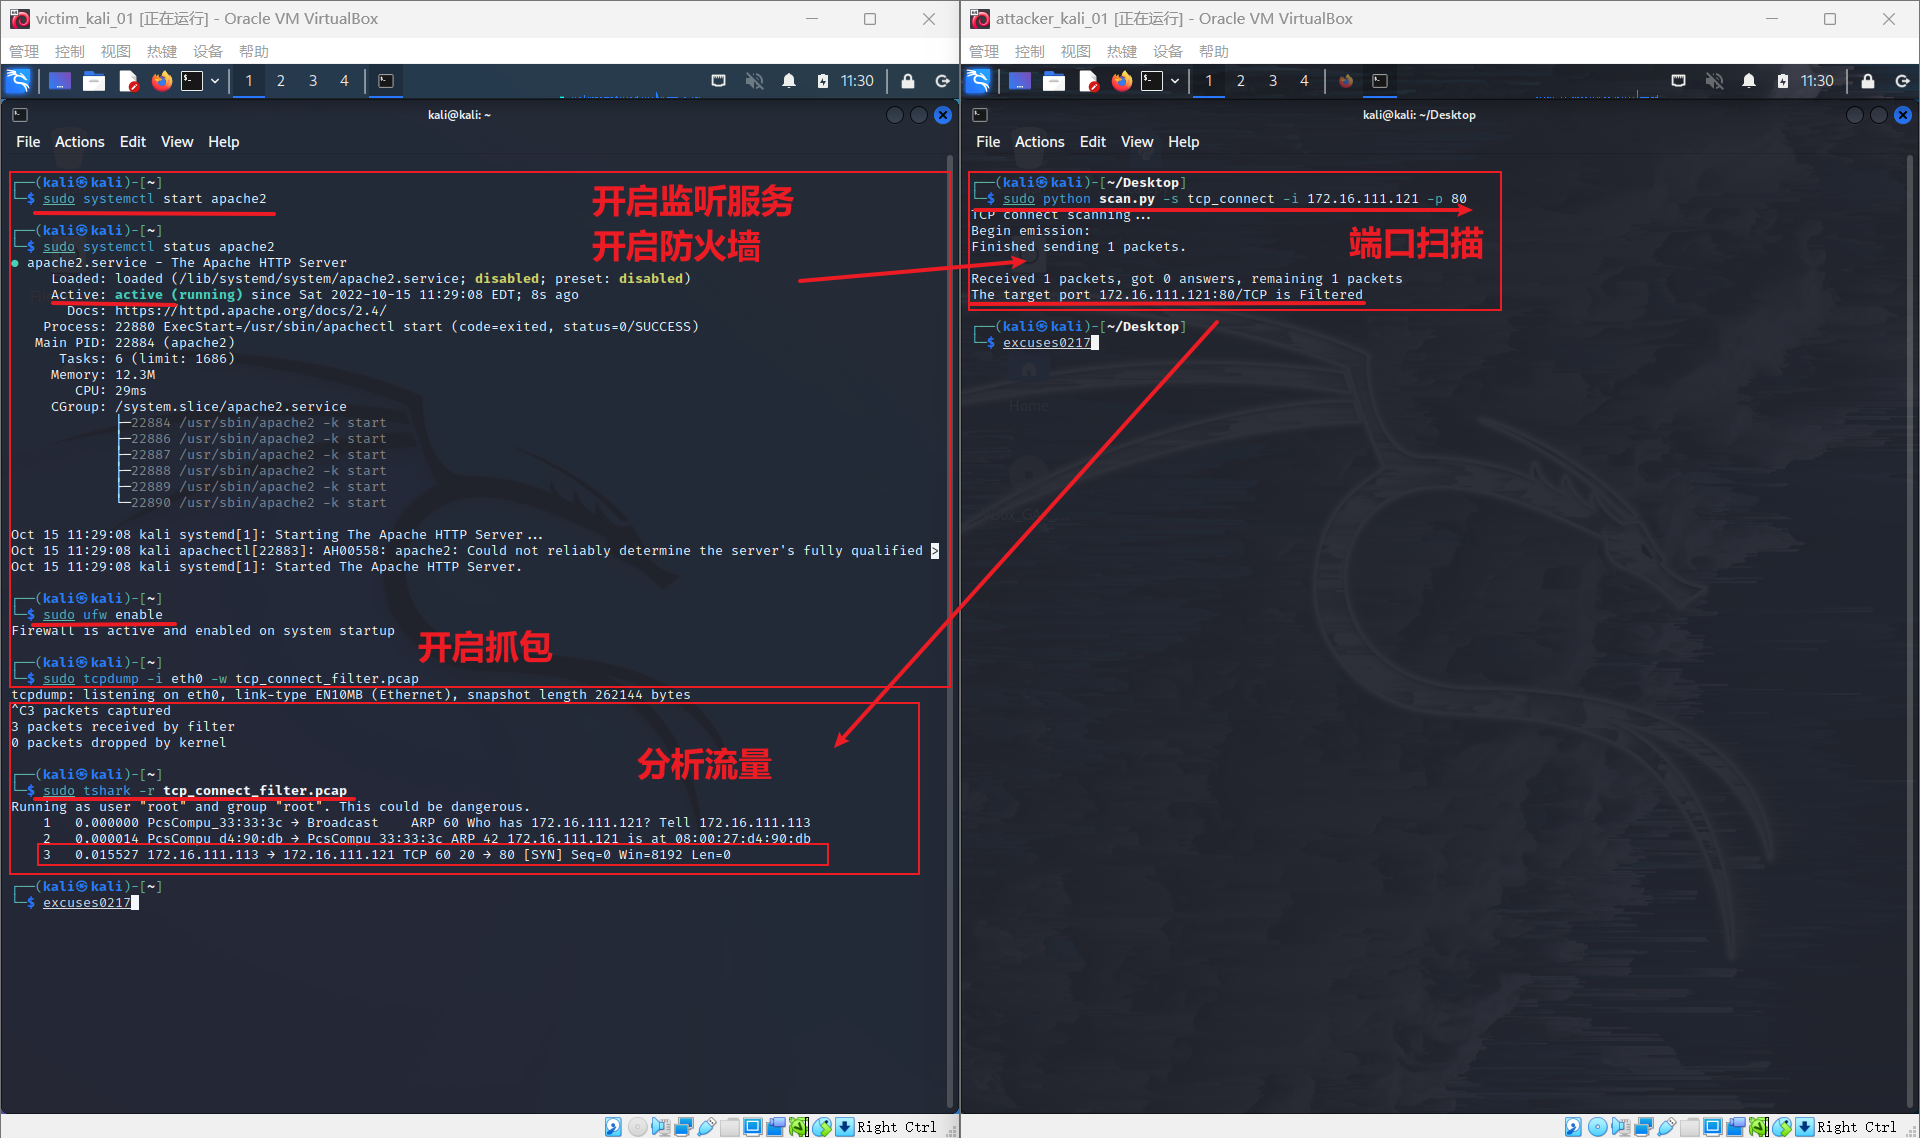 victim_kali_01 [正在运行] - Oracle VM VirtualBox
管理 控制 视图 热键 设备 帮助
1 2 3 4
11:30
kali@kali: ~
File Actions Edit View Help
┌──(kali㉿kali)-[~]
└─$ sudo systemctl start apache2
开启监听服务
开启防火墙
┌──(kali㉿kali)-[~]
└─$ sudo systemctl status apache2
● apache2.service - The Apache HTTP Server
Loaded: loaded (/lib/systemd/system/apache2.service; disabled; preset: disabled)
Active: active (running) since Sat 2022-10-15 11:29:08 EDT; 8s ago
Docs: https://httpd.apache.org/docs/2.4/
Process: 22880 ExecStart=/usr/sbin/apachectl start (code=exited, status=0/SUCCESS)
Main PID: 22884 (apache2)
Tasks: 6 (limit: 1686)
Memory: 12.3M
CPU: 29ms
CGroup: /system.slice/apache2.service
├─22884 /usr/sbin/apache2 -k start
├─22886 /usr/sbin/apache2 -k start
├─22887 /usr/sbin/apache2 -k start
├─22888 /usr/sbin/apache2 -k start
├─22889 /usr/sbin/apache2 -k start
└─22890 /usr/sbin/apache2 -k start
Oct 15 11:29:08 kali systemd[1]: Starting The Apache HTTP Server...
Oct 15 11:29:08 kali apachectl[22883]: AH00558: apache2: Could not reliably determine the server's fully qualified >
Oct 15 11:29:08 kali systemd[1]: Started The Apache HTTP Server.
┌──(kali㉿kali)-[~]
└─$ sudo ufw enable
Firewall is active and enabled on system startup
开启抓包
┌──(kali㉿kali)-[~]
└─$ sudo tcpdump -i eth0 -w tcp_connect_filter.pcap
tcpdump: listening on eth0, link-type EN10MB (Ethernet), snapshot length 262144 bytes
^C3 packets captured
3 packets received by filter
0 packets dropped by kernel
分析流量
┌──(kali㉿kali)-[~]
└─$ sudo tshark -r tcp_connect_filter.pcap
Running as user "root" and group "root". This could be dangerous.
1 0.000000 PcsCompu_33:33:3c → Broadcast ARP 60 Who has 172.16.111.121? Tell 172.16.111.113
2 0.000014 PcsCompu_d4:90:db → PcsCompu_33:33:3c ARP 42 172.16.111.121 is at 08:00:27:d4:90:db
3 0.015527 172.16.111.113 → 172.16.111.121 TCP 60 20 → 80 [SYN] Seq=0 Win=8192 Len=0
┌──(kali㉿kali)-[~]
└─$ excuses0217
Right Ctrl
attacker_kali_01 [正在运行] - Oracle VM VirtualBox
管理 控制 视图 热键 设备 帮助
1 2 3 4
11:30
kali@kali: ~/Desktop
File Actions Edit View Help
┌──(kali㉿kali)-[~/Desktop]
└─$ sudo python scan.py -s tcp_connect -i 172.16.111.121 -p 80
TCP connect scanning...
Begin emission:
Finished sending 1 packets.
端口扫描
Received 1 packets, got 0 answers, remaining 1 packets
The target port 172.16.111.121:80/TCP is Filtered
┌──(kali㉿kali)-[~/Desktop]
└─$ excuses0217
Home
Right Ctrl